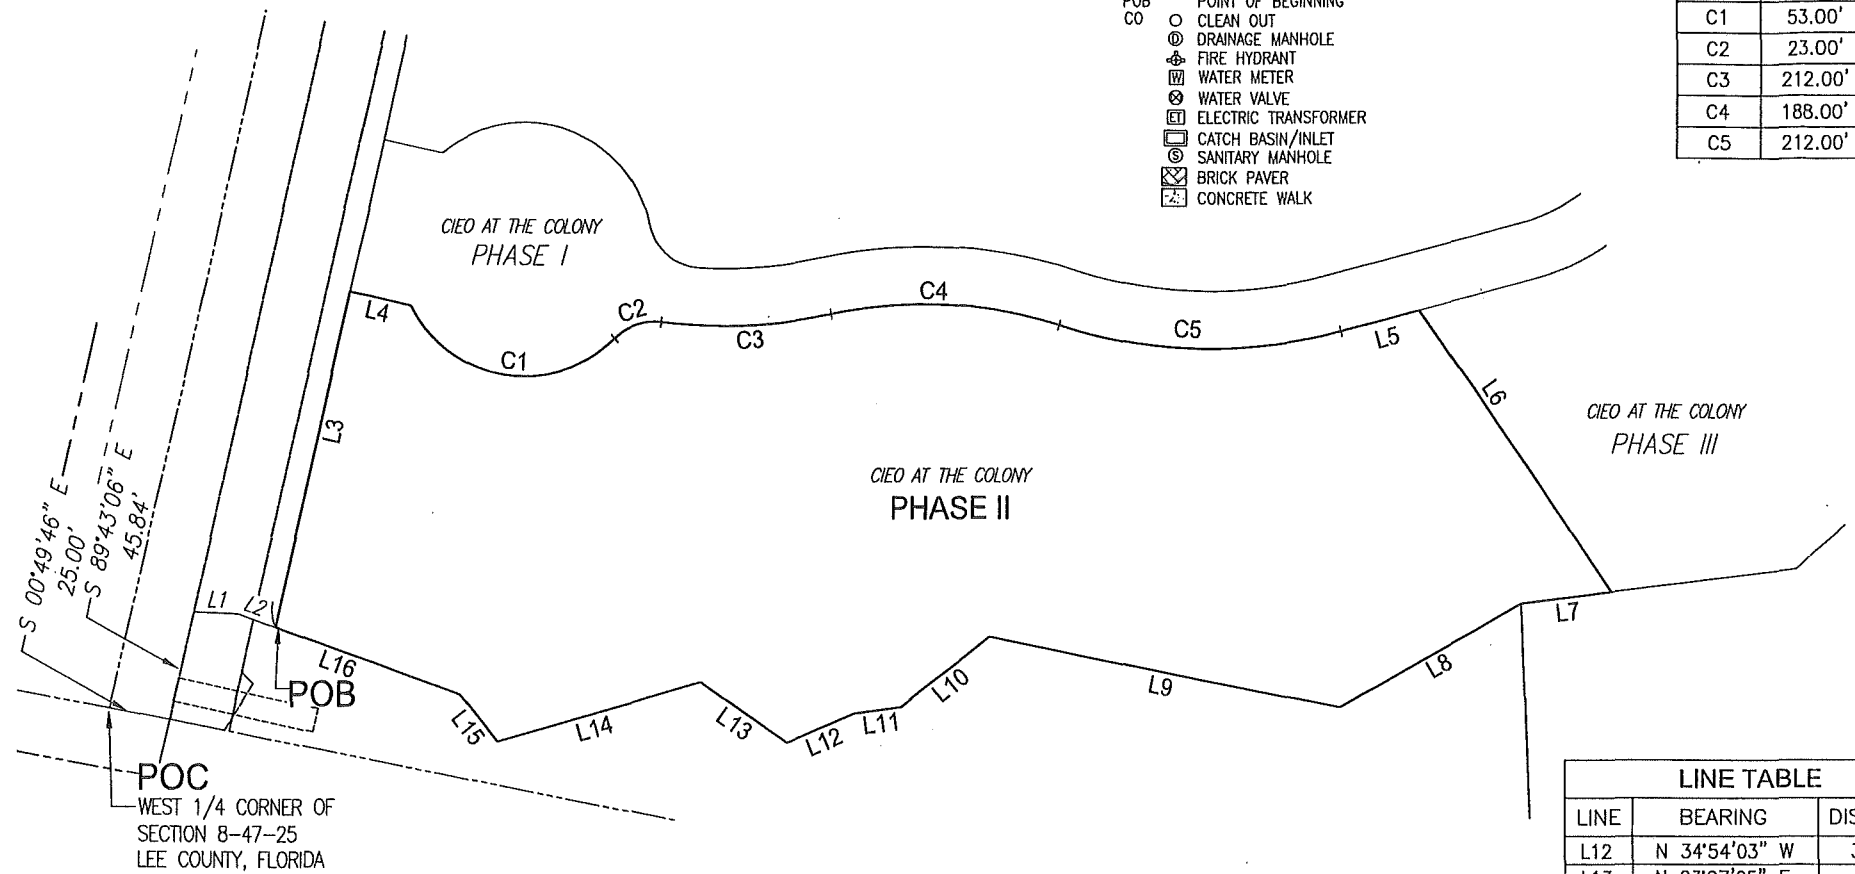 POB POINT OF BEGINNING
CO CLEAN OUT
D DRAINAGE MANHOLE
FIRE HYDRANT
W WATER METER
WATER VALVE
ET ELECTRIC TRANSFORMER
CATCH BASIN/INLET
S SANITARY MANHOLE
BRICK PAVER
CONCRETE WALK
C1 53.00'
C2 23.00'
C3 212.00'
C4 188.00'
C5 212.00'
CIEO AT THE COLONY
PHASE I
L4
C1
C2
C3
C4
C5
L5
L6
L3
CIEO AT THE COLONY
PHASE III
CIEO AT THE COLONY
PHASE II
S 00°49'46" E
25.00'
S 89°43'06" E
45.84'
L1
L2
L16
POB
L15
L14
L13
L12
L11
L10
L9
L8
L7
POC
WEST 1/4 CORNER OF
SECTION 8-47-25
LEE COUNTY, FLORIDA
LINE TABLE
LINE BEARING DIS
L12 N 34°54'03" W 3